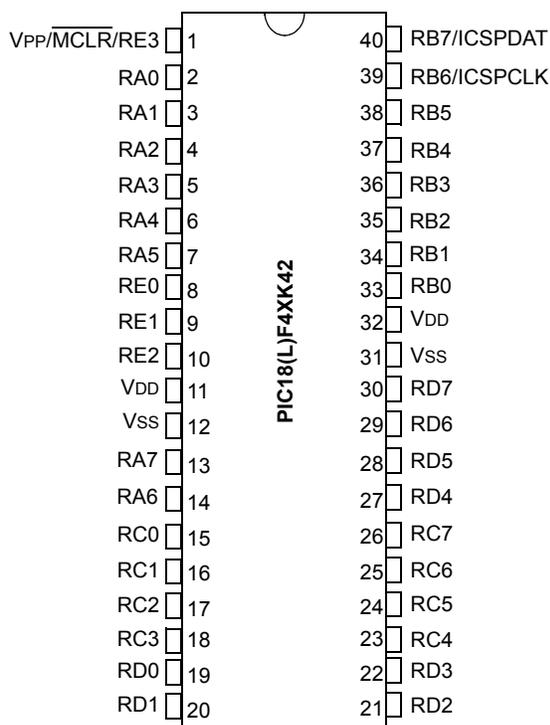 VPP/MCLR/RE3 1 40 RB7/ICSPDAT
RA0 2 39 RB6/ICSPCLK
RA1 3 38 RB5
RA2 4 37 RB4
RA3 5 36 RB3
RA4 6 35 RB2
RA5 7 34 RB1
RE0 8 33 RB0
RE1 9 32 VDD
RE2 10 31 VSS
VDD 11 30 RD7
VSS 12 29 RD6
RA7 13 28 RD5
RA6 14 27 RD4
RC0 15 26 RC7
RC1 16 25 RC6
RC2 17 24 RC5
RC3 18 23 RC4
RD0 19 22 RD3
RD1 20 21 RD2
PIC18(L)F4XK42